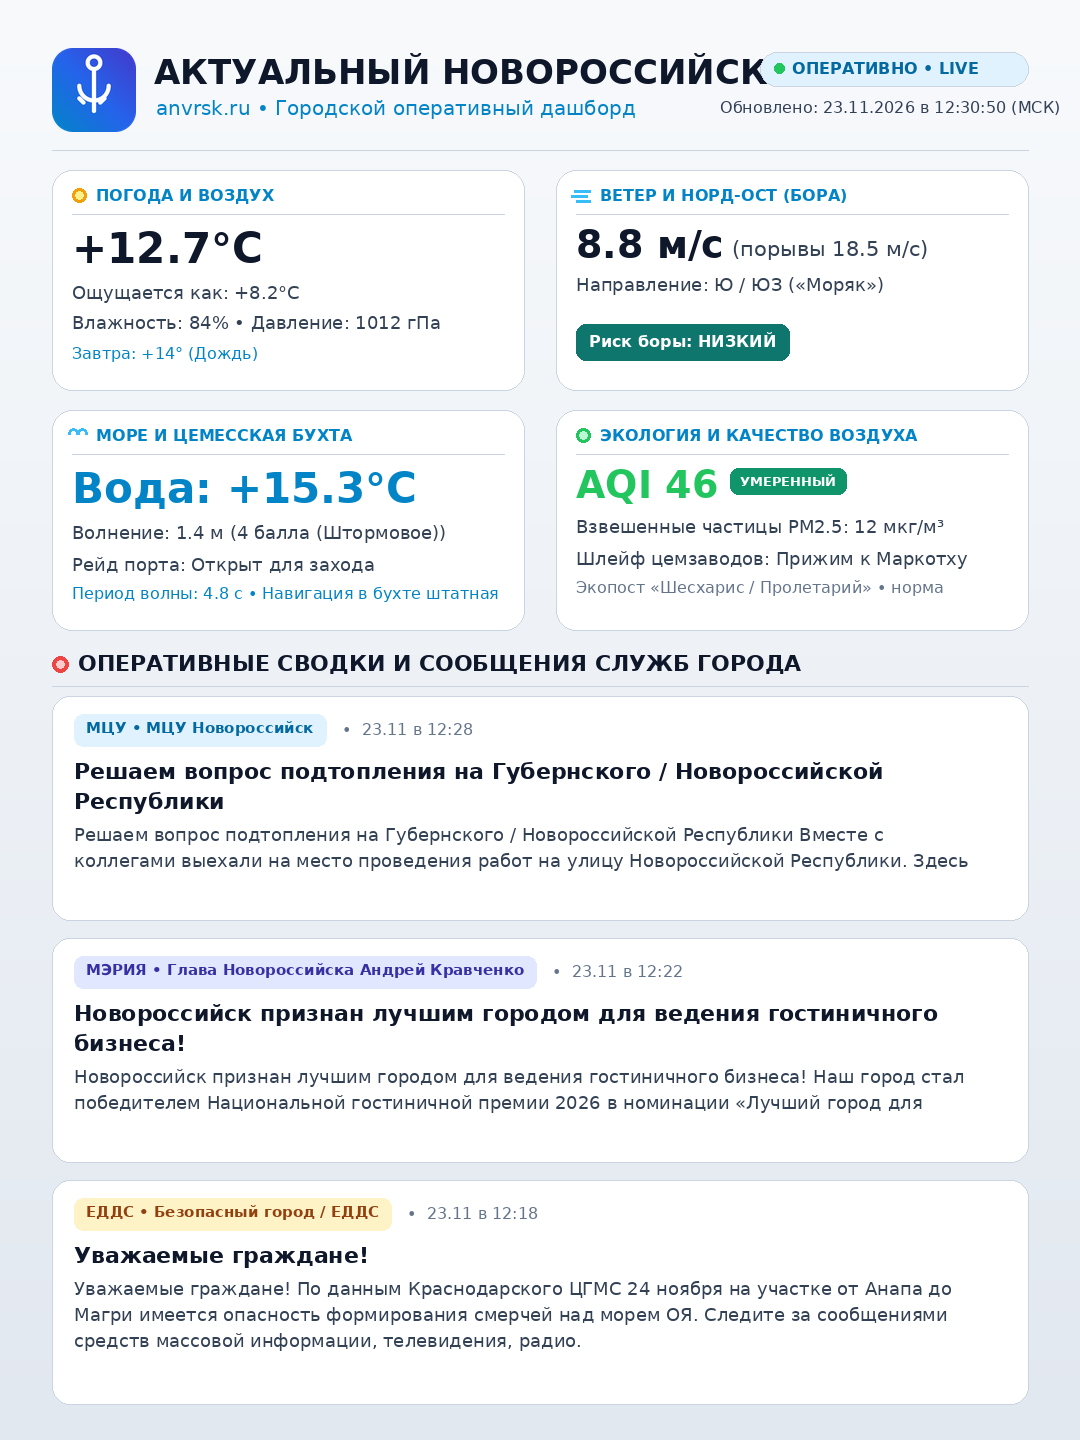 АКТУАЛЬНЫЙ НОВОРОССИЙСК
ОПЕРАТИВНО • LIVE
anvrsk.ru • Городской оперативный дашборд
Обновлено: 23.11.2026 в 12:30:50 (МСК)
ПОГОДА И ВОЗДУХ
+12.7°C
Ощущается как: +8.2°C
Влажность: 84% • Давление: 1012 гПа
Завтра: +14° (Дождь)
ВЕТЕР И НОРД-ОСТ (БОРА)
8.8 м/с (порывы 18.5 м/с)
Направление: Ю / ЮЗ («Моряк»)
Риск боры: НИЗКИЙ
МОРЕ И ЦЕМЕССКАЯ БУХТА
Вода: +15.3°C
Волнение: 1.4 м (4 балла (Штормовое))
Рейд порта: Открыт для захода
Период волны: 4.8 с • Навигация в бухте штатная
ЭКОЛОГИЯ И КАЧЕСТВО ВОЗДУХА
AQI 46 УМЕРЕННЫЙ
Взвешенные частицы PM2.5: 12 мкг/м³
Шлейф цемзаводов: Прижим к Маркотху
Экопост «Шесхарис / Пролетарий» • норма
ОПЕРАТИВНЫЕ СВОДКИ И СООБЩЕНИЯ СЛУЖБ ГОРОДА
МЦУ • МЦУ Новороссийск • 23.11 в 12:28
Решаем вопрос подтопления на Губернского / Новороссийской
Республики
Решаем вопрос подтопления на Губернского / Новороссийской Республики Вместе с
коллегами выехали на место проведения работ на улицу Новороссийской Республики. Здесь
МЭРИЯ • Глава Новороссийска Андрей Кравченко • 23.11 в 12:22
Новороссийск признан лучшим городом для ведения гостиничного
бизнеса!
Новороссийск признан лучшим городом для ведения гостиничного бизнеса! Наш город стал
победителем Национальной гостиничной премии 2026 в номинации «Лучший город для
ЕДДС • Безопасный город / ЕДДС • 23.11 в 12:18
Уважаемые граждане!
Уважаемые граждане! По данным Краснодарского ЦГМС 24 ноября на участке от Анапа до
Магри имеется опасность формирования смерчей над морем ОЯ. Следите за сообщениями
средств массовой информации, телевидения, радио.